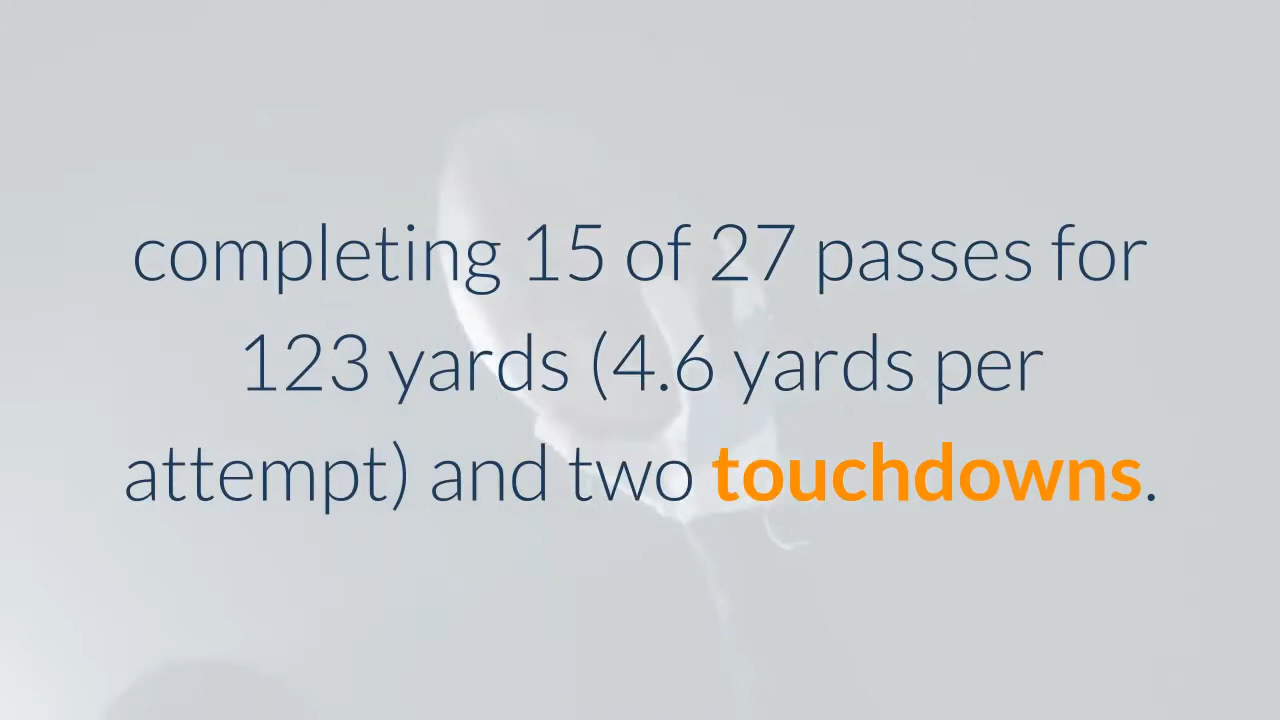 completing 15 of 27 passes for
123 yards (4.6 yards per
attempt) and two touchdowns.